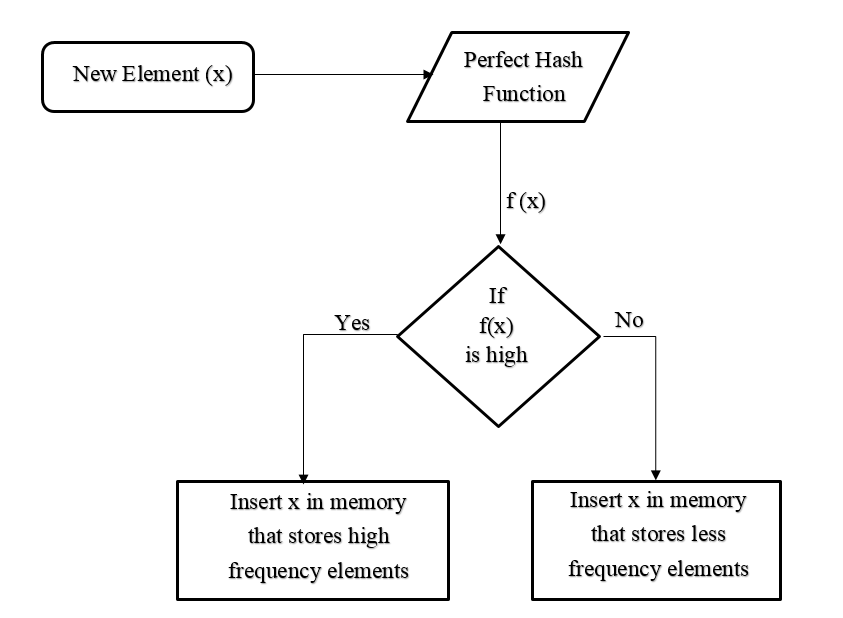 New Element (x)
Perfect Hash
Function
f (x)
If
f(x)
is high
Yes
No
Insert x in memory
that stores high
frequency elements
Insert x in memory
that stores less
frequency elements